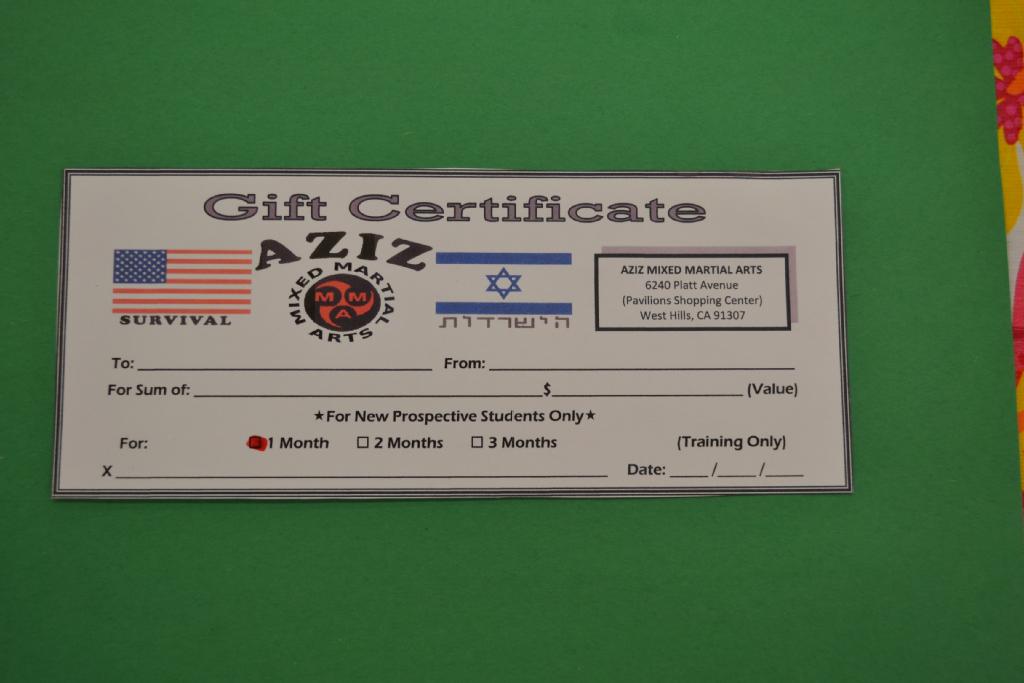 Gift Certificate
AZIZ
MIXED MARTIAL ARTS
MMA
SURVIVAL
הישרדות
AZIZ MIXED MARTIAL ARTS
6240 Platt Avenue
(Pavilions Shopping Center)
West Hills, CA 91307
To: From:
For Sum of: $ (Value)
★For New Prospective Students Only★
For: 1 Month ☐ 2 Months ☐ 3 Months (Training Only)
X Date: / /